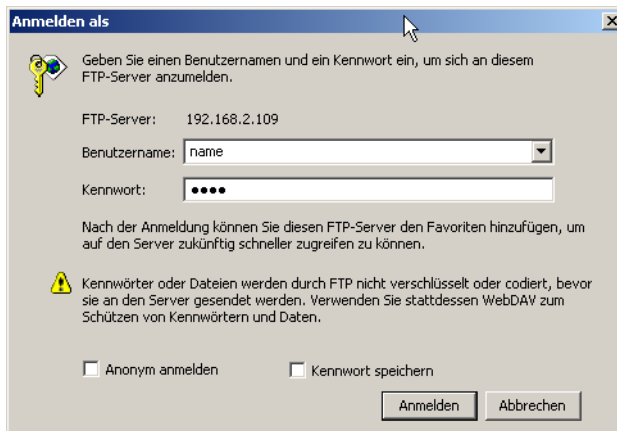 Anmelden als
Geben Sie einen Benutzernamen und ein Kennwort ein, um sich an diesem
FTP-Server anzumelden.
FTP-Server: 192.168.2.109
Benutzername: name
Kennwort: ●●●●
Nach der Anmeldung können Sie diesen FTP-Server den Favoriten hinzufügen, um
auf den Server zukünftig schneller zugreifen zu können.
Kennwörter oder Dateien werden durch FTP nicht verschlüsselt oder codiert, bevor
sie an den Server gesendet werden. Verwenden Sie stattdessen WebDAV zum
Schützen von Kennwörtern und Daten.
Anonym anmelden Kennwort speichern
Anmelden Abbrechen